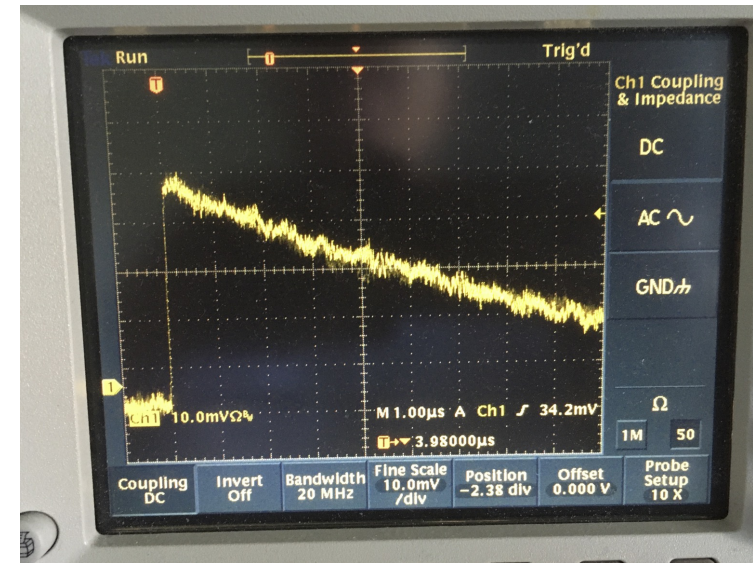 Run Trig'd
T
T
Ch1 Coupling
& Impedance
DC
AC
GND
1
Ch1 10.0mVΩBw M 1.00µs A Ch1 ƒ 34.2mV
T→▼ 3.98000µs
Ω
1M 50
Coupling
DC
Invert
Off
Bandwidth
20 MHz
Fine Scale
10.0mV
/div
Position
-2.38 div
Offset
0.000 V
Probe
Setup
10 X